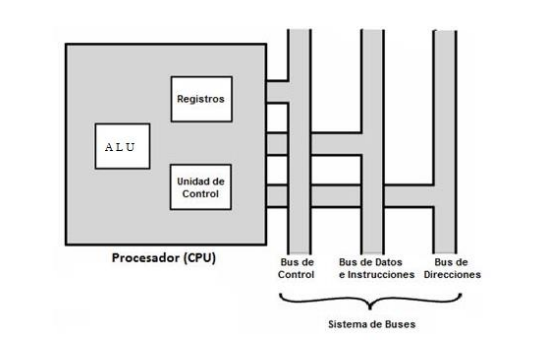 Registros
A L U
Unidad de
Control
Procesador (CPU)
Bus de
Control
Bus de Datos
e Instrucciones
Bus de
Direcciones
Sistema de Buses